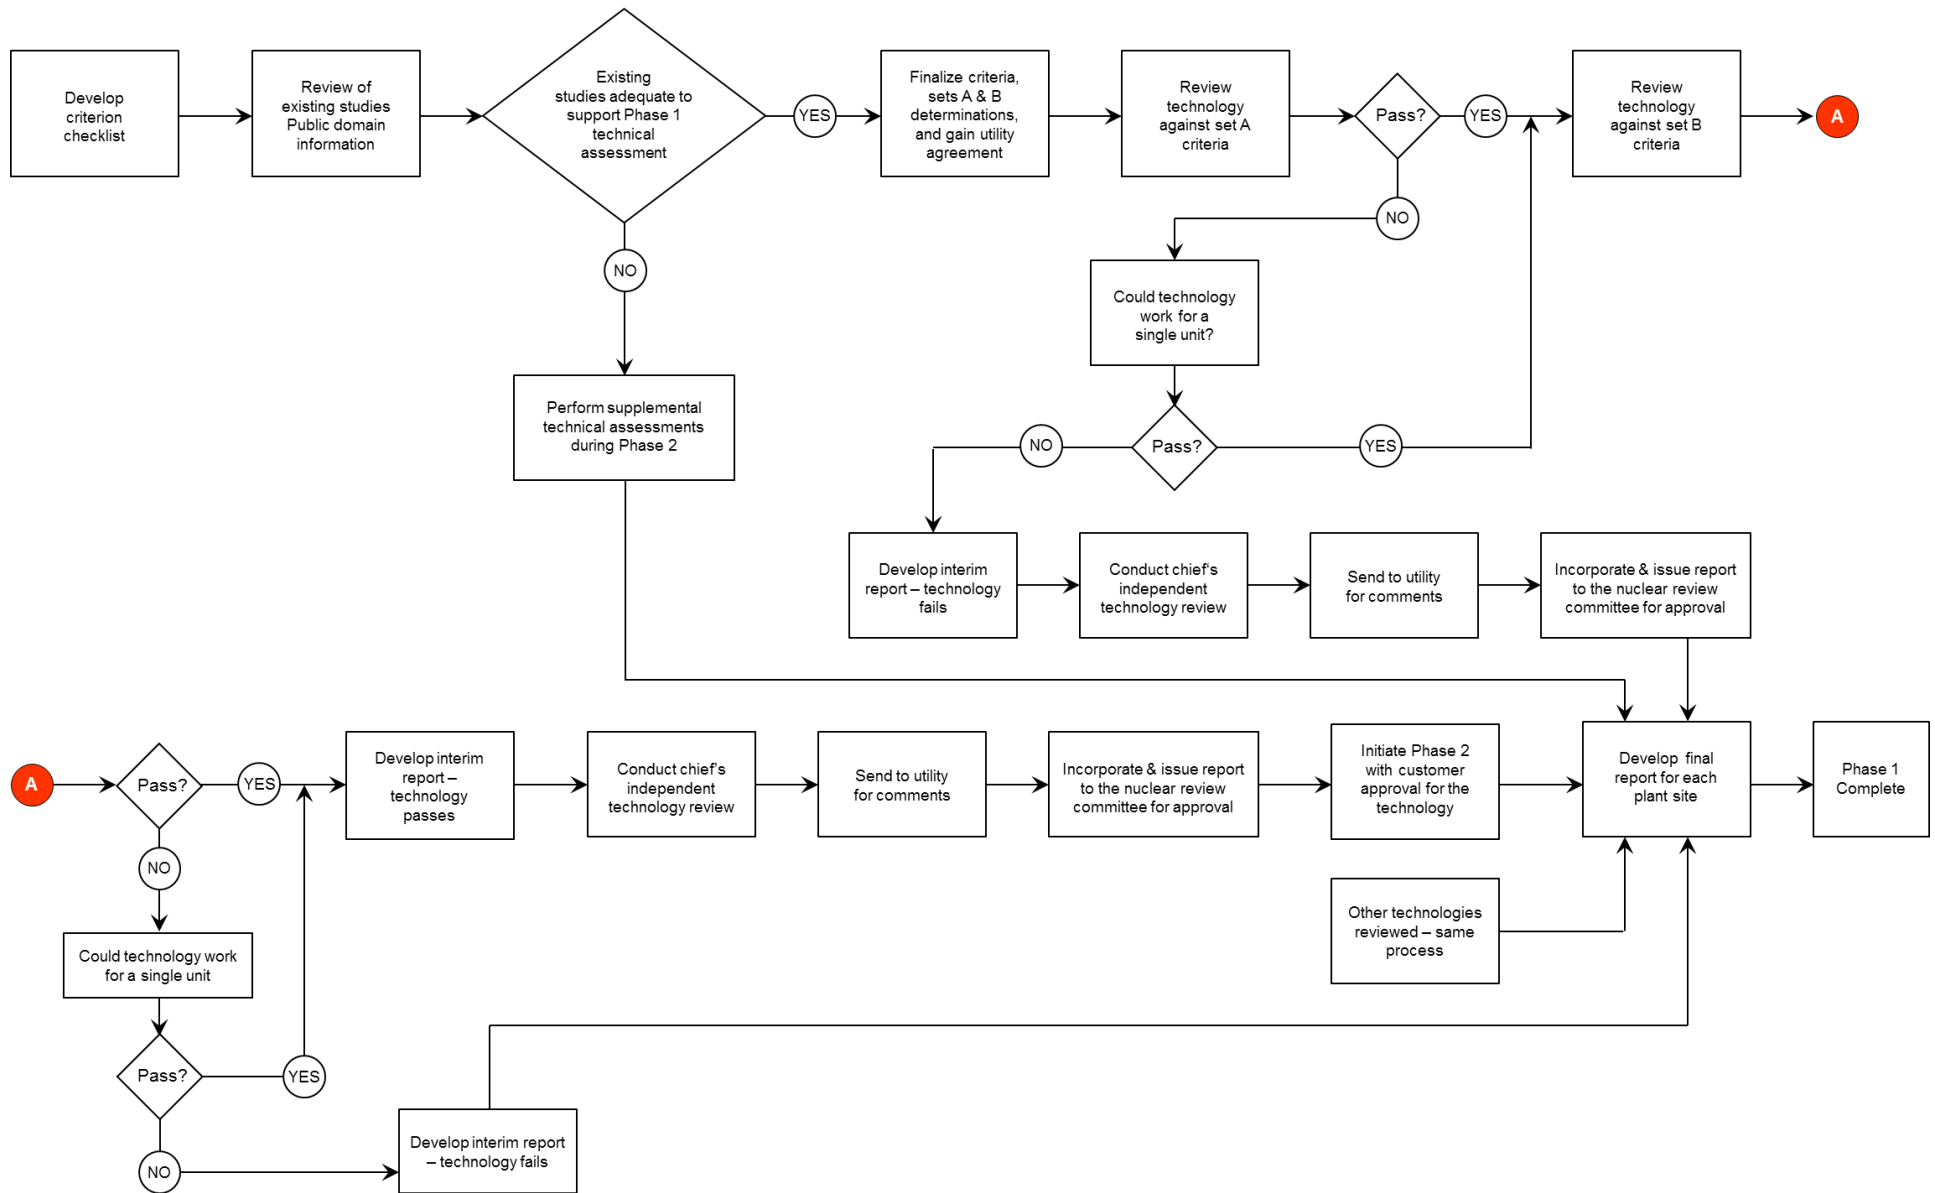 Develop
criterion
checklist
Review of
existing studies
Public domain
information
Existing
studies adequate to
support Phase 1
technical
assessment
YES
Finalize criteria,
sets A & B
determinations,
and gain utility
agreement
Review
technology
against set A
criteria
Pass?
YES
Review
technology
against set B
criteria
A
NO
NO
Could technology
work for a
single unit?
Perform supplemental
technical assessments
during Phase 2
NO
Pass?
YES
Develop interim
report – technology
fails
Conduct chief's
independent
technology review
Send to utility
for comments
Incorporate & issue report
to the nuclear review
committee for approval
A
Pass?
YES
Develop interim
report –
technology
passes
Conduct chief's
independent
technology review
Send to utility
for comments
Incorporate & issue report
to the nuclear review
committee for approval
Initiate Phase 2
with customer
approval for the
technology
Develop final
report for each
plant site
Phase 1
Complete
NO
Other technologies
reviewed – same
process
Could technology work
for a single unit
Pass?
YES
NO
Develop interim report
– technology fails